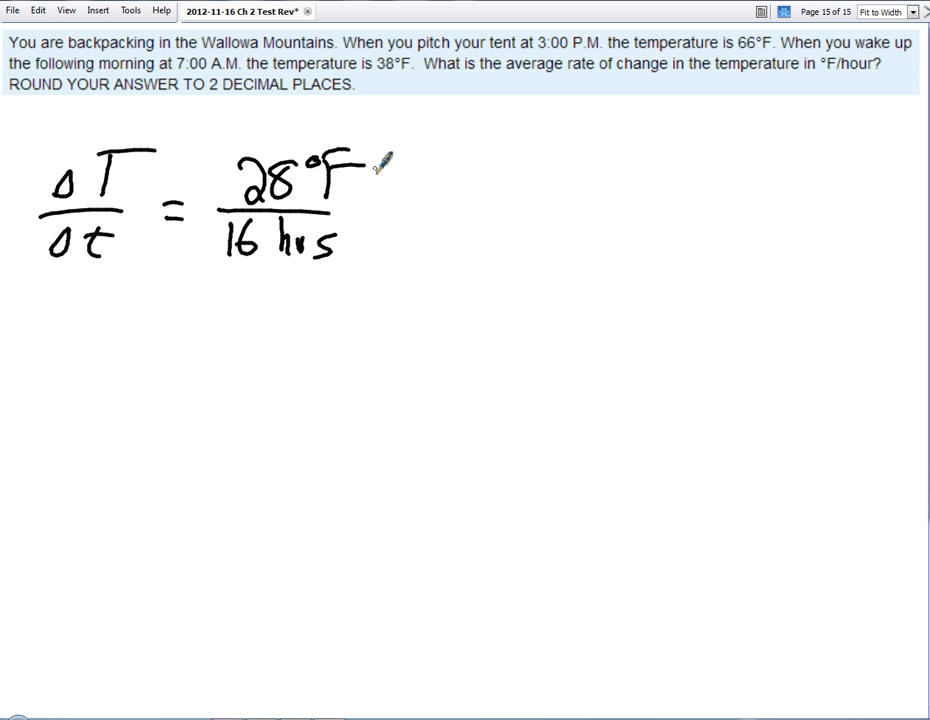 File Edit View Insert Tools Help 2012-11-16 Ch 2 Test Rev* Page 15 of 15 Fit to Width
You are backpacking in the Wallowa Mountains. When you pitch your tent at 3:00 P.M. the temperature is 66°F. When you wake up
the following morning at 7:00 A.M. the temperature is 38°F. What is the average rate of change in the temperature in °F/hour?
ROUND YOUR ANSWER TO 2 DECIMAL PLACES.
ΔT / Δt = 28°F / 16 hrs